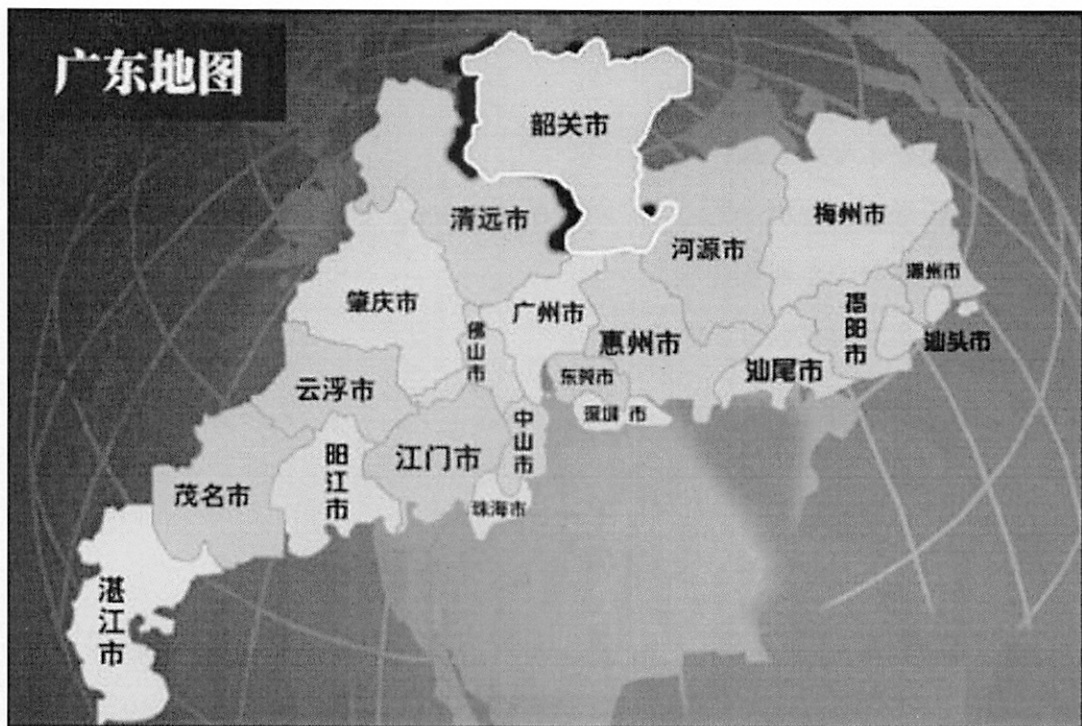 广东地图
韶关市
清远市
河源市
梅州市
潮州市
肇庆市
广州市
揭阳市
佛山市
惠州市
汕头市
云浮市
东莞市
汕尾市
深圳 市
中山市
江门市
阳江市
茂名市
珠海市
湛江市